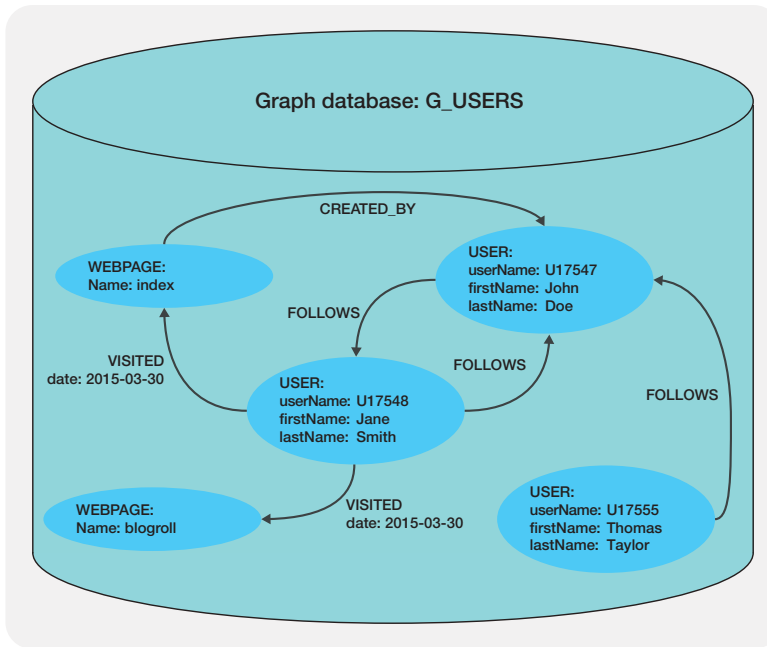 Graph database: G_USERS
CREATED_BY
WEBPAGE:
Name: index
USER:
userName: U17547
firstName: John
lastName: Doe
FOLLOWS
VISITED
date: 2015-03-30
FOLLOWS
USER:
userName: U17548
firstName: Jane
lastName: Smith
FOLLOWS
WEBPAGE:
Name: blogroll
VISITED
date: 2015-03-30
USER:
userName: U17555
firstName: Thomas
lastName: Taylor